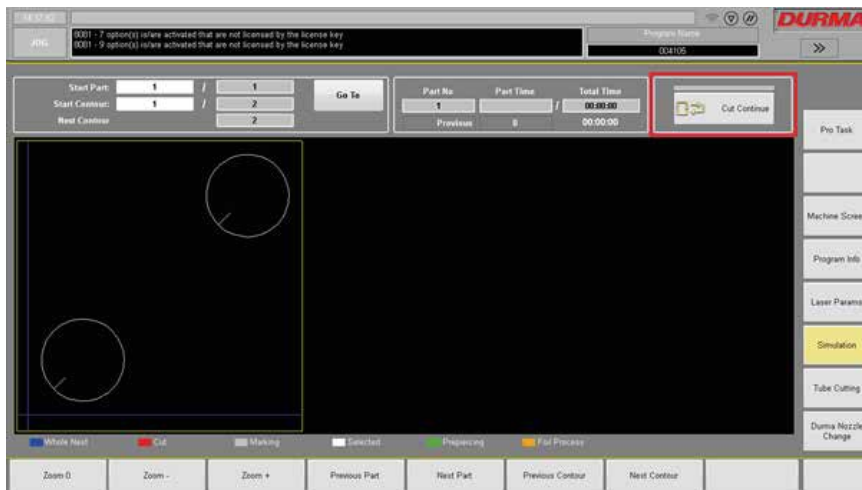 JOG
6001 - 7 option(s) is/are activated that are not licensed by the license key
6001 - 9 option(s) is/are activated that are not licensed by the license key
Program Name
004105
DURMA
>>
Start Part: 1 / 1
Start Contour: 1 / 2
Next Contour 2
Go To
Part No Part Time Total Time
1 / 00:00:00
Previous 0 00:00:00
Cut Continue
Pro Task
Machine Scree
Program Info
Laser Params
Simulation
Tube Cutting
Durma Nozzle
Change
Whole Nest Cut Marking Selected Prepiercing Foil Process
Zoom 0 Zoom - Zoom + Previous Part Next Part Previous Contour Next Contour